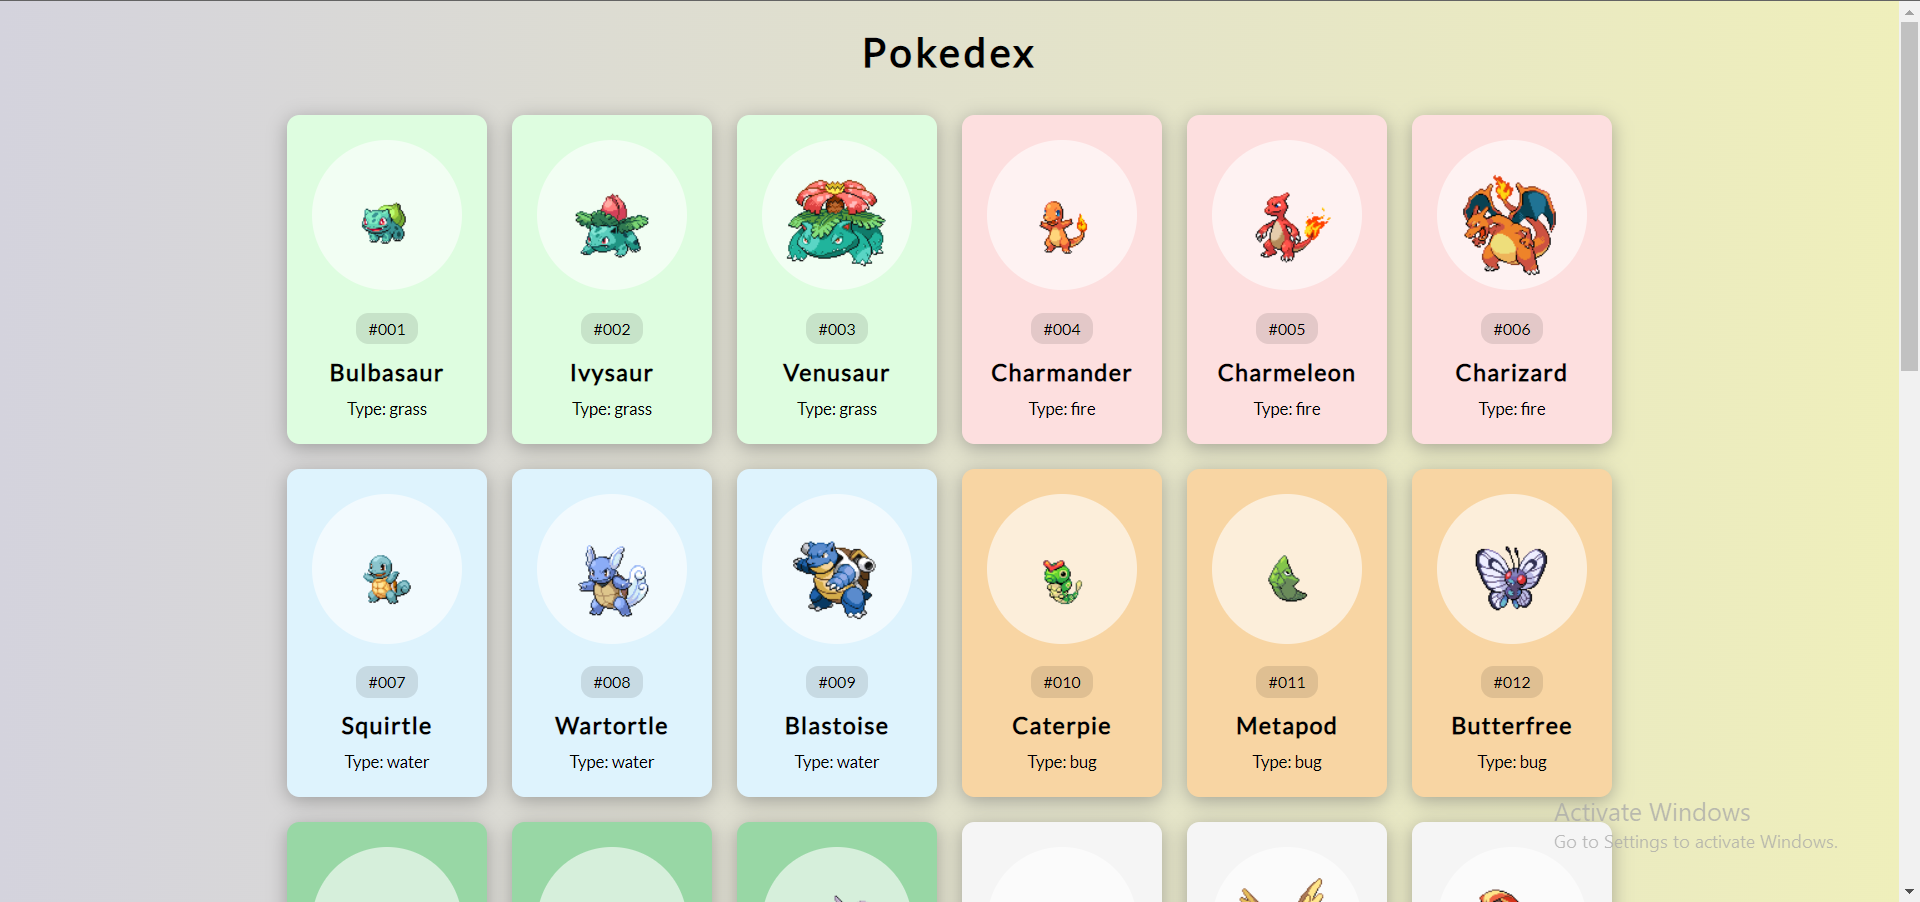 Pokedex
#001
Bulbasaur
Type: grass
#002
Ivysaur
Type: grass
#003
Venusaur
Type: grass
#004
Charmander
Type: fire
#005
Charmeleon
Type: fire
#006
Charizard
Type: fire
#007
Squirtle
Type: water
#008
Wartortle
Type: water
#009
Blastoise
Type: water
#010
Caterpie
Type: bug
#011
Metapod
Type: bug
#012
Butterfree
Type: bug
Activate Windows
Go to Settings to activate Windows.